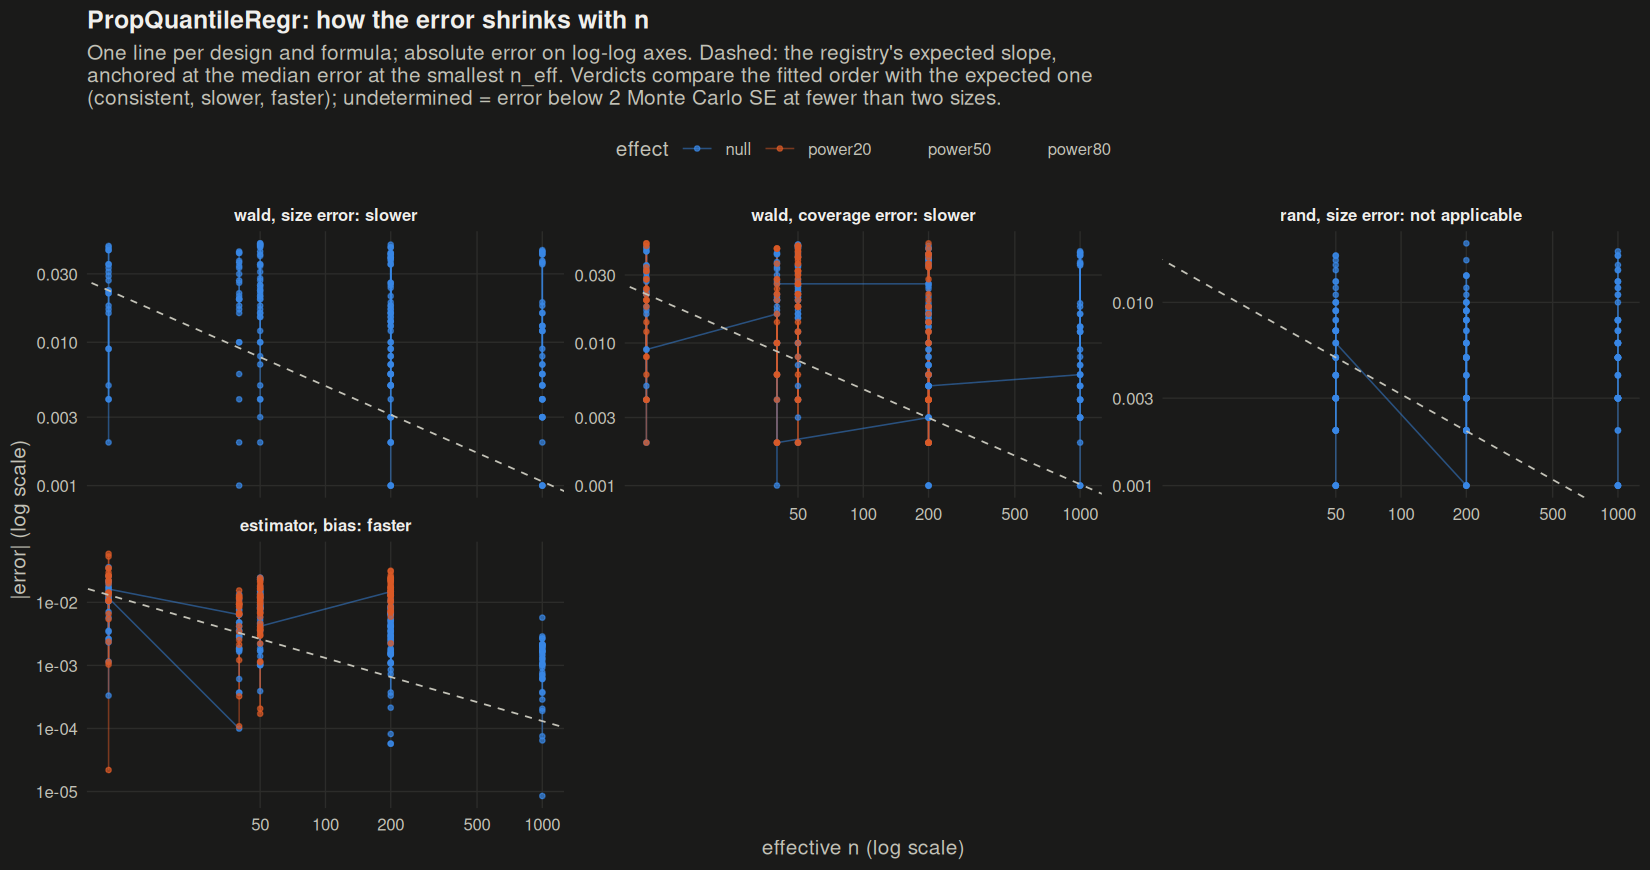 PropQuantileRegr: how the error shrinks with n
One line per design and formula; absolute error on log-log axes. Dashed: the registry's expected slope,
anchored at the median error at the smallest n_eff. Verdicts compare the fitted order with the expected one
(consistent, slower, faster); undetermined = error below 2 Monte Carlo SE at fewer than two sizes.
effect null power20 power50 power80
wald, size error: slower
0.030
0.010
0.003
0.001
wald, coverage error: slower
0.030
0.010
0.003
0.001
50 100 200 500 1000
rand, size error: not applicable
0.010
0.003
0.001
50 100 200 500 1000
estimator, bias: faster
1e-02
1e-03
1e-04
1e-05
50 100 200 500 1000
|error| (log scale)
effective n (log scale)